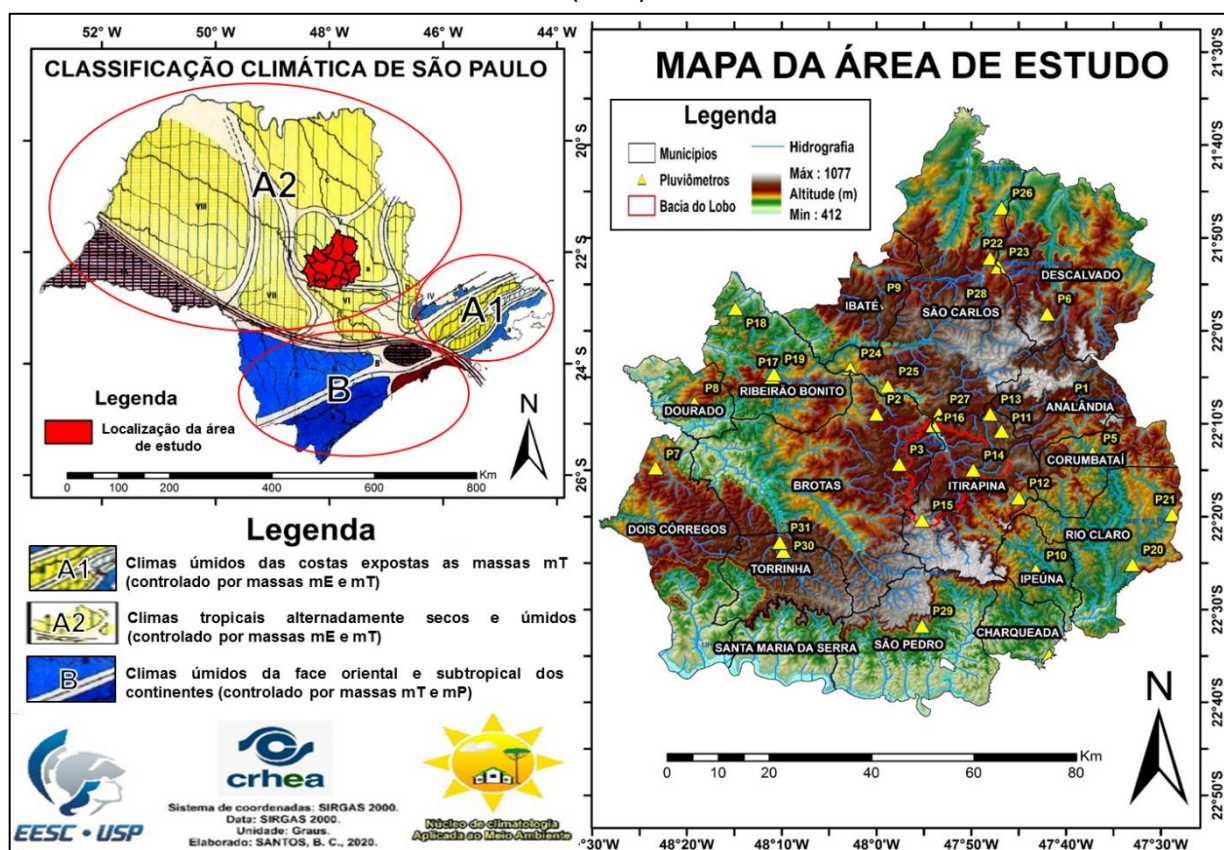 52° W
50° W
48° W
46° W
44° W
CLASSIFICAÇÃO CLIMÁTICA DE SÃO PAULO
A2
A1
B
VIII
VII
VI
IV
20° S
22° S
24° S
26° S
Legenda
Localização da área
de estudo
N
Km
0 100 200 400 600 800
Legenda
A1
Climas úmidos das costas expostas as massas mT
(controlado por massas mE e mT)
A2
Climas tropicais alternadamente secos e úmidos
(controlado por massas mE e mT)
B
Climas úmidos da face oriental e subtropical dos
continentes (controlado por massas mT e mP)
EESC • USP
crhea
Sistema de coordenadas: SIRGAS 2000.
Data: SIRGAS 2000.
Unidade: Graus.
Elaborado: SANTOS, B. C., 2020.
Núcleo de climatologia
Aplicada ao Meio Ambiente
MAPA DA ÁREA DE ESTUDO
Legenda
Municípios
Pluviômetros
Bacia do Lobo
Hidrografia
Máx : 1077
Altitude (m)
Min : 412
P26
P22
P23
DESCALVADO
P9
IBATÉ
P28
SÃO CARLOS
P6
P18
P17
P19
P24
RIBEIRÃO BONITO
P25
P8
DOURADO
P2
P27
P16
P13
P11
P1
ANALÂNDIA
P5
CORUMBATAÍ
P7
P3
P14
ITIRAPINA
BROTAS
P12
P15
P21
DOIS CÓRREGOS
RIO CLARO
P31
P30
TORRINHA
P10
P20
IPEÚNA
P29
CHARQUEADA
SANTA MARIA DA SERRA
SÃO PEDRO
N
Km
0 10 20 40 60 80
21°30'S
21°40'S
21°50'S
22°0'S
22°10'S
22°20'S
22°30'S
22°40'S
22°50'S
°30'W
48°20'W
48°10'W
48°0'W
47°50'W
47°40'W
47°30'W